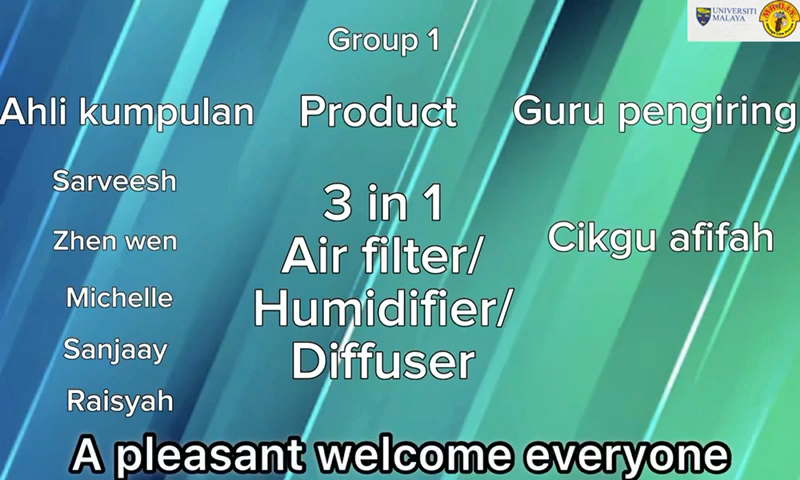 UNIVERSITI
MALAYA
Group 1
Ahli kumpulan
Sarveesh
Zhen wen
Michelle
Sanjaay
Raisyah
Product
3 in 1
Air filter/
Humidifier/
Diffuser
Guru pengiring
Cikgu afifah
A pleasant welcome everyone